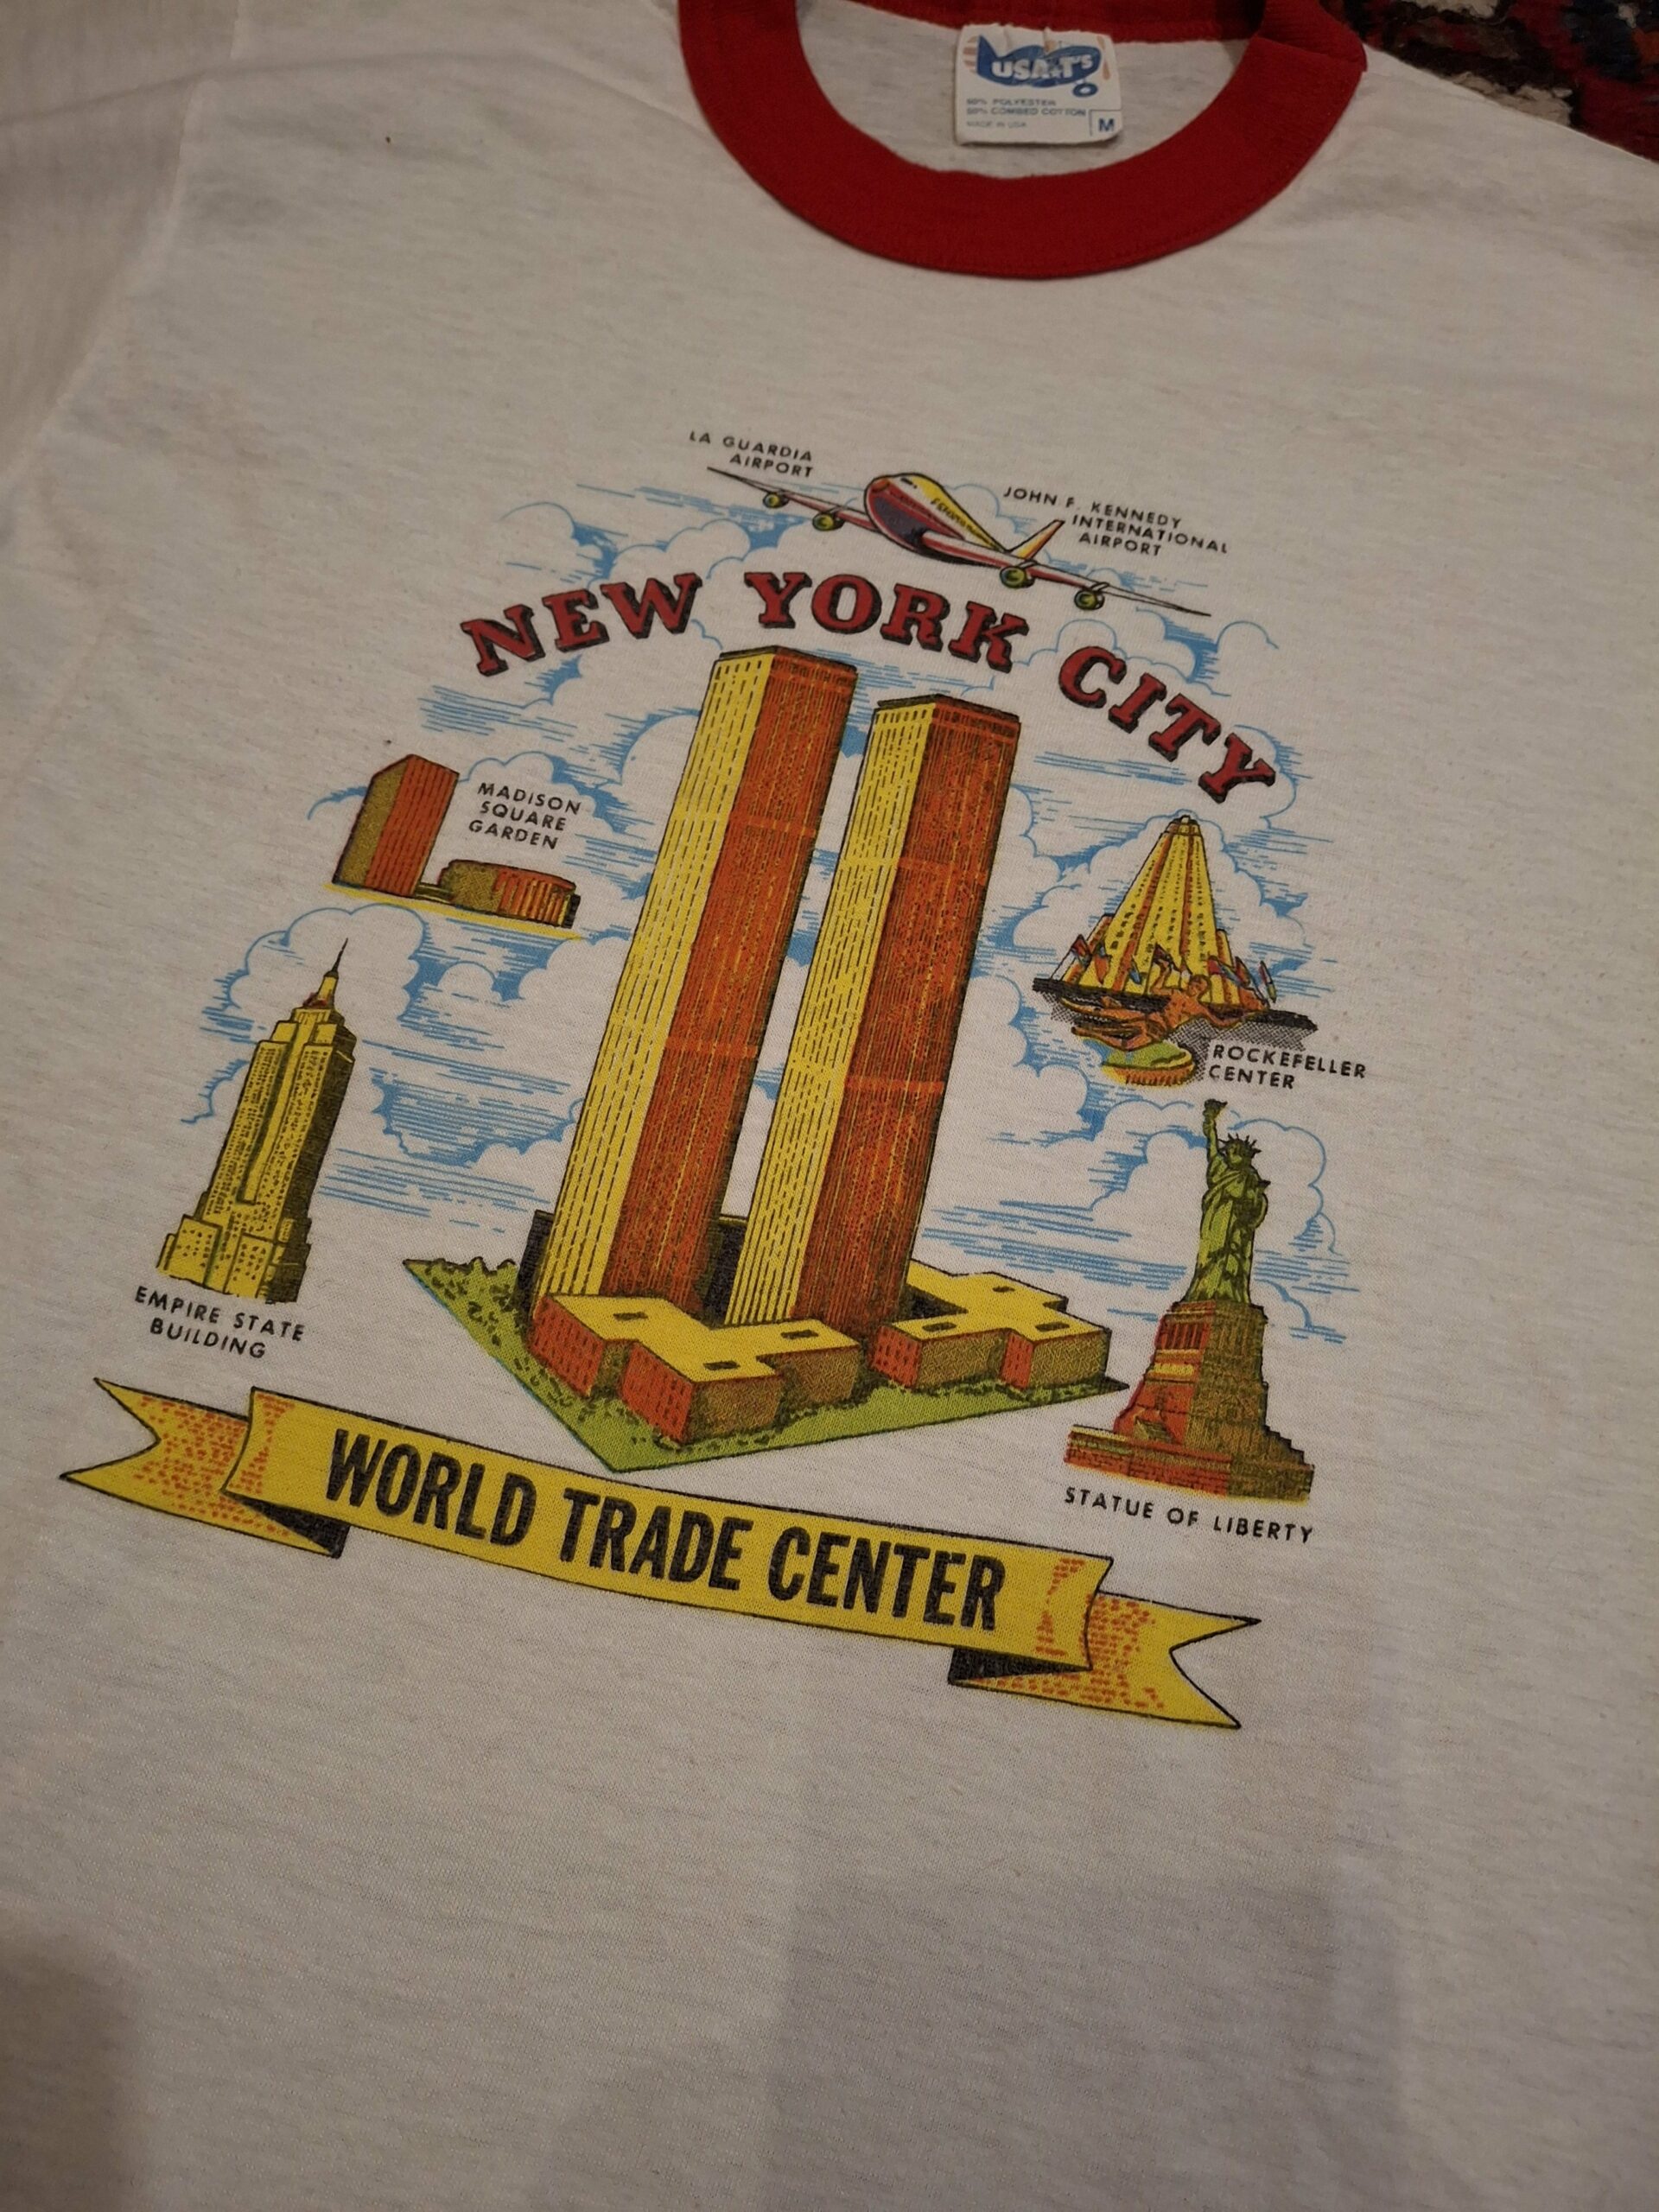 USA-T's
50% POLYESTER
50% COMBED COTTON
MADE IN USA
M
LA GUARDIA
AIRPORT
JOHN F. KENNEDY
INTERNATIONAL
AIRPORT
NEW YORK CITY
MADISON
SQUARE
GARDEN
ROCKEFELLER
CENTER
EMPIRE STATE
BUILDING
STATUE OF LIBERTY
WORLD TRADE CENTER